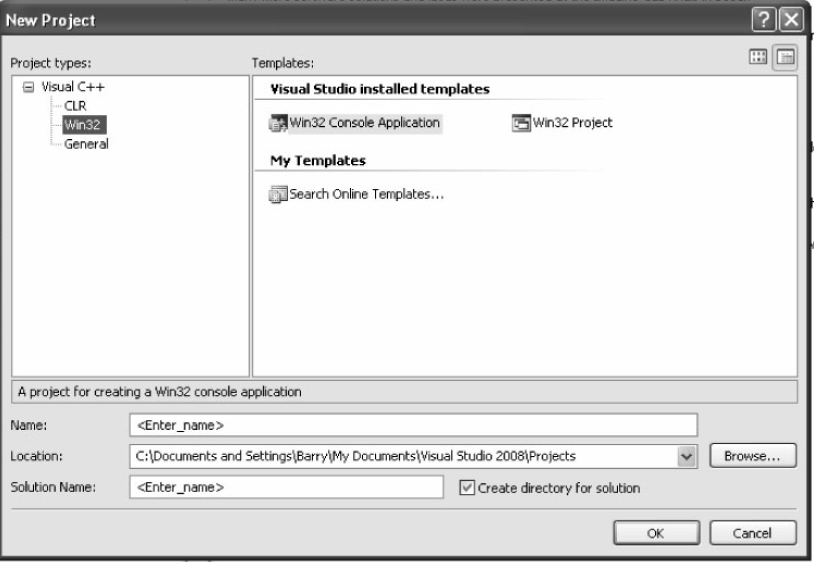 New Project
Project types:
Templates:
Visual C++
CLR
Win32
General
Visual Studio installed templates
Win32 Console Application
Win32 Project
My Templates
Search Online Templates...
A project for creating a Win32 console application
Name:
<Enter_name>
Location:
C:\Documents and Settings\Barry\My Documents\Visual Studio 2008\Projects
Browse...
Solution Name:
<Enter_name>
Create directory for solution
OK
Cancel